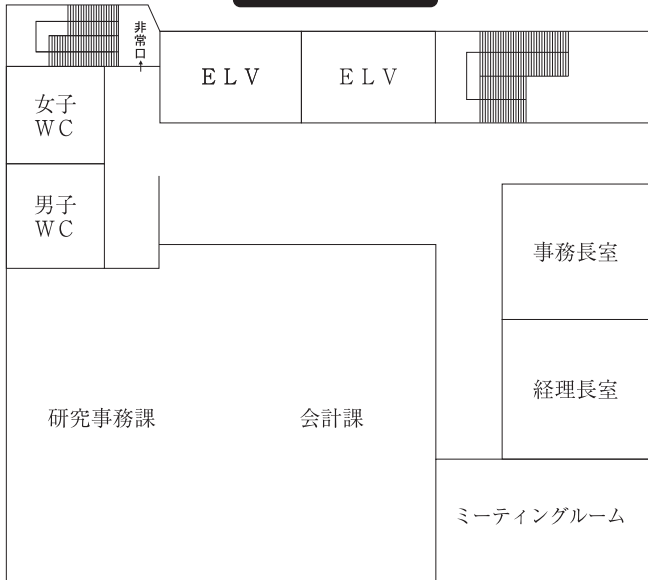 非常口
↑
ELV
ELV
女子
WC
男子
WC
事務長室
経理長室
研究事務課
会計課
ミーティングルーム